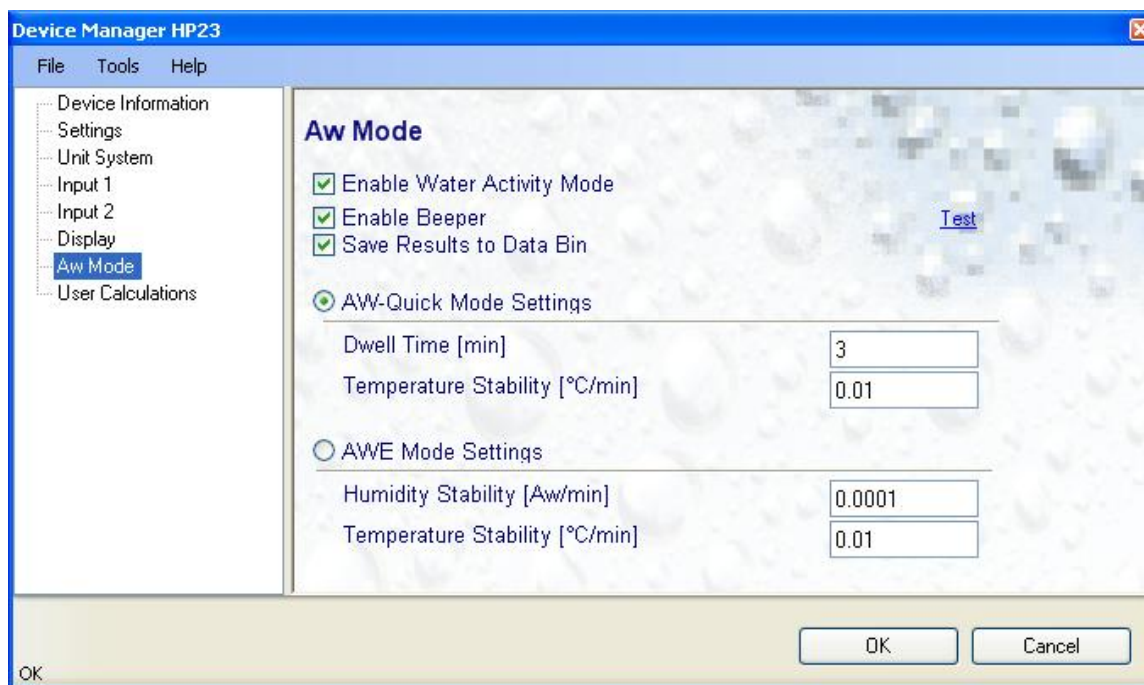 Device Manager HP23
File Tools Help
Device Information
Settings
Unit System
Input 1
Input 2
Display
Aw Mode
User Calculations
Aw Mode
Enable Water Activity Mode
Enable Beeper Test
Save Results to Data Bin
AW-Quick Mode Settings
Dwell Time [min] 3
Temperature Stability [°C/min] 0.01
AWE Mode Settings
Humidity Stability [Aw/min] 0.0001
Temperature Stability [°C/min] 0.01
OK Cancel
OK